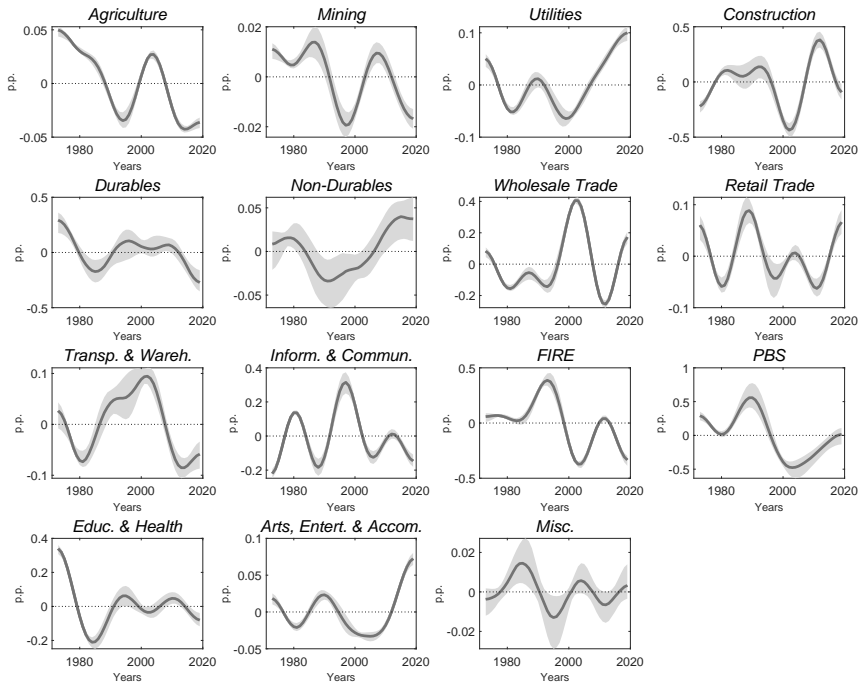 Agriculture
0.05
0
-0.05
p.p.
1980 2000 2020
Years
Mining
0.02
0
-0.02
p.p.
1980 2000 2020
Years
Utilities
0.1
0
-0.1
p.p.
1980 2000 2020
Years
Construction
0.5
0
-0.5
p.p.
1980 2000 2020
Years
Durables
0.5
0
-0.5
p.p.
1980 2000 2020
Years
Non-Durables
0.05
0
-0.05
p.p.
1980 2000 2020
Years
Wholesale Trade
0.4
0.2
0
-0.2
p.p.
1980 2000 2020
Years
Retail Trade
0.1
0
-0.1
p.p.
1980 2000 2020
Years
Transp. & Wareh.
0.1
0
-0.1
p.p.
1980 2000 2020
Years
Inform. & Commun.
0.4
0.2
0
-0.2
p.p.
1980 2000 2020
Years
FIRE
0.5
0
-0.5
p.p.
1980 2000 2020
Years
PBS
1
0.5
0
-0.5
p.p.
1980 2000 2020
Years
Educ. & Health
0.4
0.2
0
-0.2
p.p.
1980 2000 2020
Years
Arts, Entert. & Accom.
0.1
0.05
0
-0.05
p.p.
1980 2000 2020
Years
Misc.
0.02
0
-0.02
p.p.
1980 2000 2020
Years